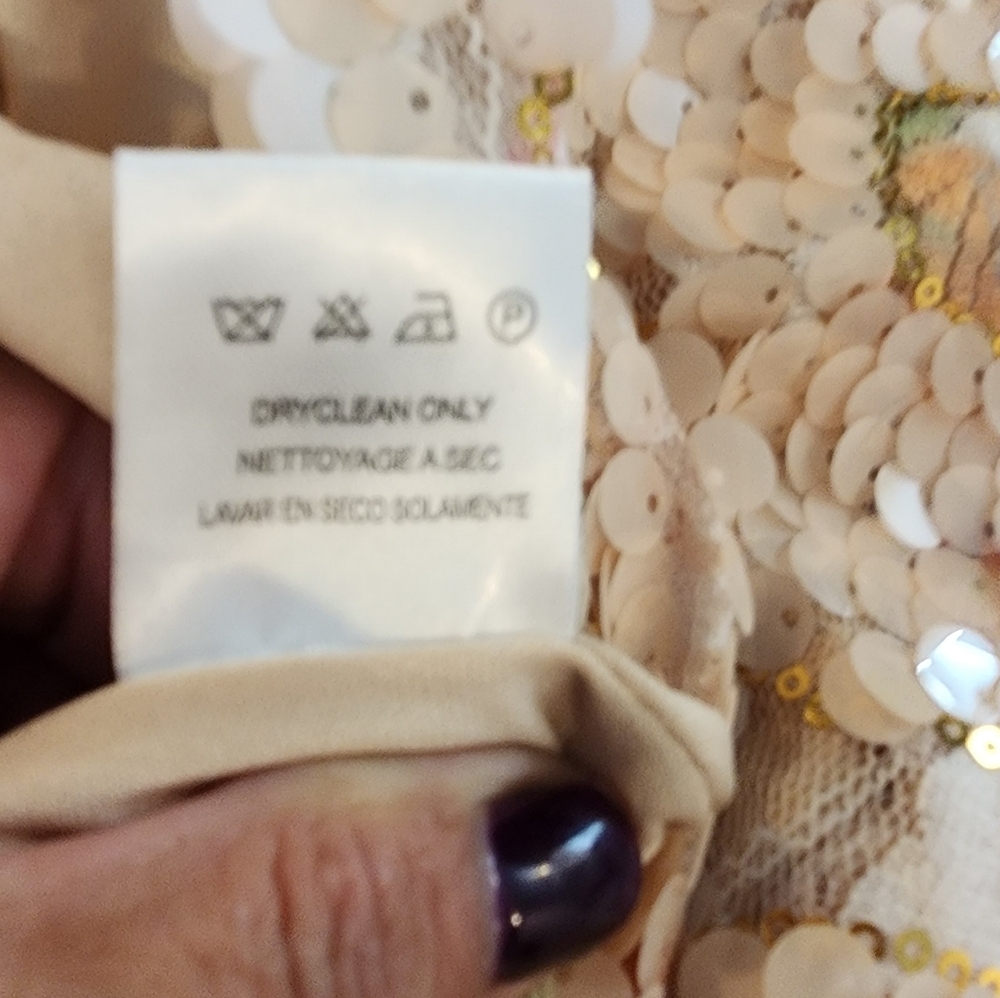 P
DRYCLEAN ONLY
NETTOYAGE A SEC
LAVAR EN SECO SOLAMENTE